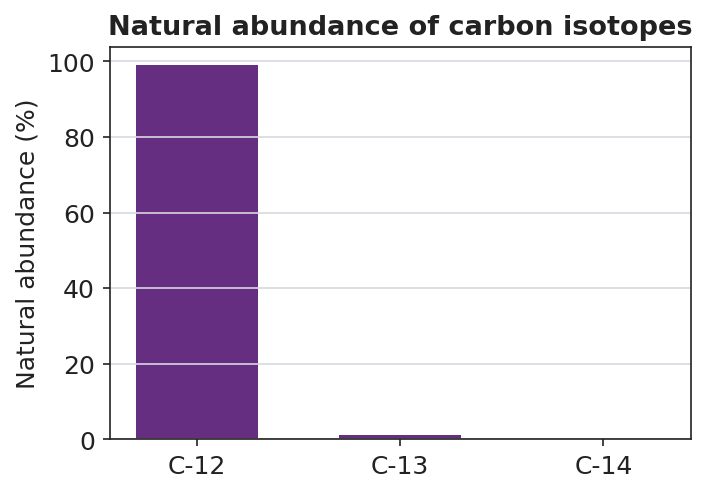 Natural abundance of carbon isotopes
Natural abundance (%)
100
80
60
40
20
0
C-12 C-13 C-14